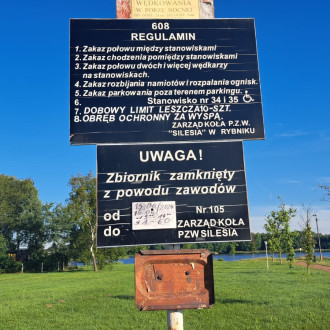 WĘDKOWANIA
W PORZE NOCNEJ
608
REGULAMIN
1. Zakaz połowu między stanowiskami
2. Zakaz chodzenia pomiędzy stanowiskami
3. Zakaz połowu dwóch i więcej wędkarzy
na stanowiskach.
4. Zakaz rozbijania namiotów i rozpalania ognisk.
5. Zakaz parkowania poza terenem parkingu.
6. Stanowisko nr 34 i 35
7. DOBOWY LIMIT LESZCZA 10-SZT.
8. OBRĘB OCHRONNY ZA WYSPĄ.
ZARZĄD KOŁA P.Z.W.
"SILESIA" W RYBNIKU
UWAGA!
Zbiornik zamknięty
z powodu zawodów
od Nr. 105
do ZARZĄD KOŁA
PZW SILESIA